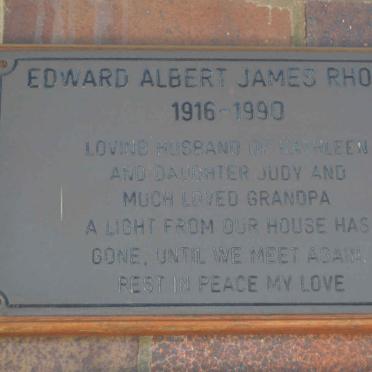 EDWARD ALBERT JAMES RHO
1916-1990
LOVING HUSBAND OF KATHLEEN
AND DAUGHTER JUDY AND
MUCH LOVED GRANDPA
A LIGHT FROM OUR HOUSE HAS
GONE, UNTIL WE MEET AGAIN,
REST IN PEACE MY LOVE